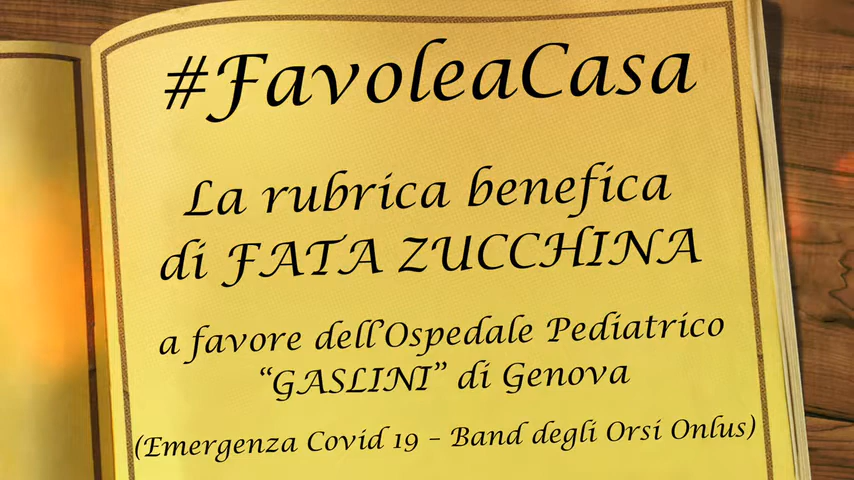 #FavoleaCasa
La rubrica benefica
di FATA ZUCCHINA
a favore dell'Ospedale Pediatrico
“GASLINI” di Genova
(Emergenza Covid 19 – Band degli Orsi Onlus)